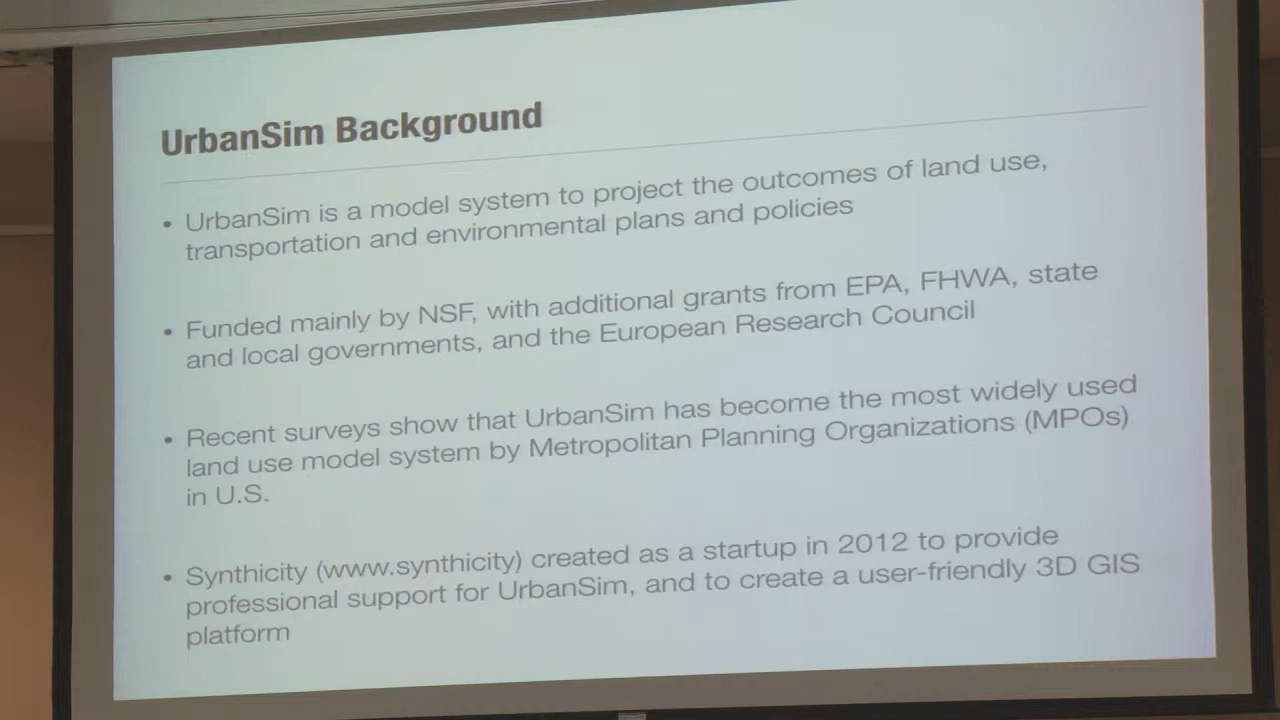 UrbanSim Background
• UrbanSim is a model system to project the outcomes of land use,
transportation and environmental plans and policies
• Funded mainly by NSF, with additional grants from EPA, FHWA, state
and local governments, and the European Research Council
• Recent surveys show that UrbanSim has become the most widely used
land use model system by Metropolitan Planning Organizations (MPOs)
in U.S.
• Synthicity (www.synthicity) created as a startup in 2012 to provide
professional support for UrbanSim, and to create a user-friendly 3D GIS
platform